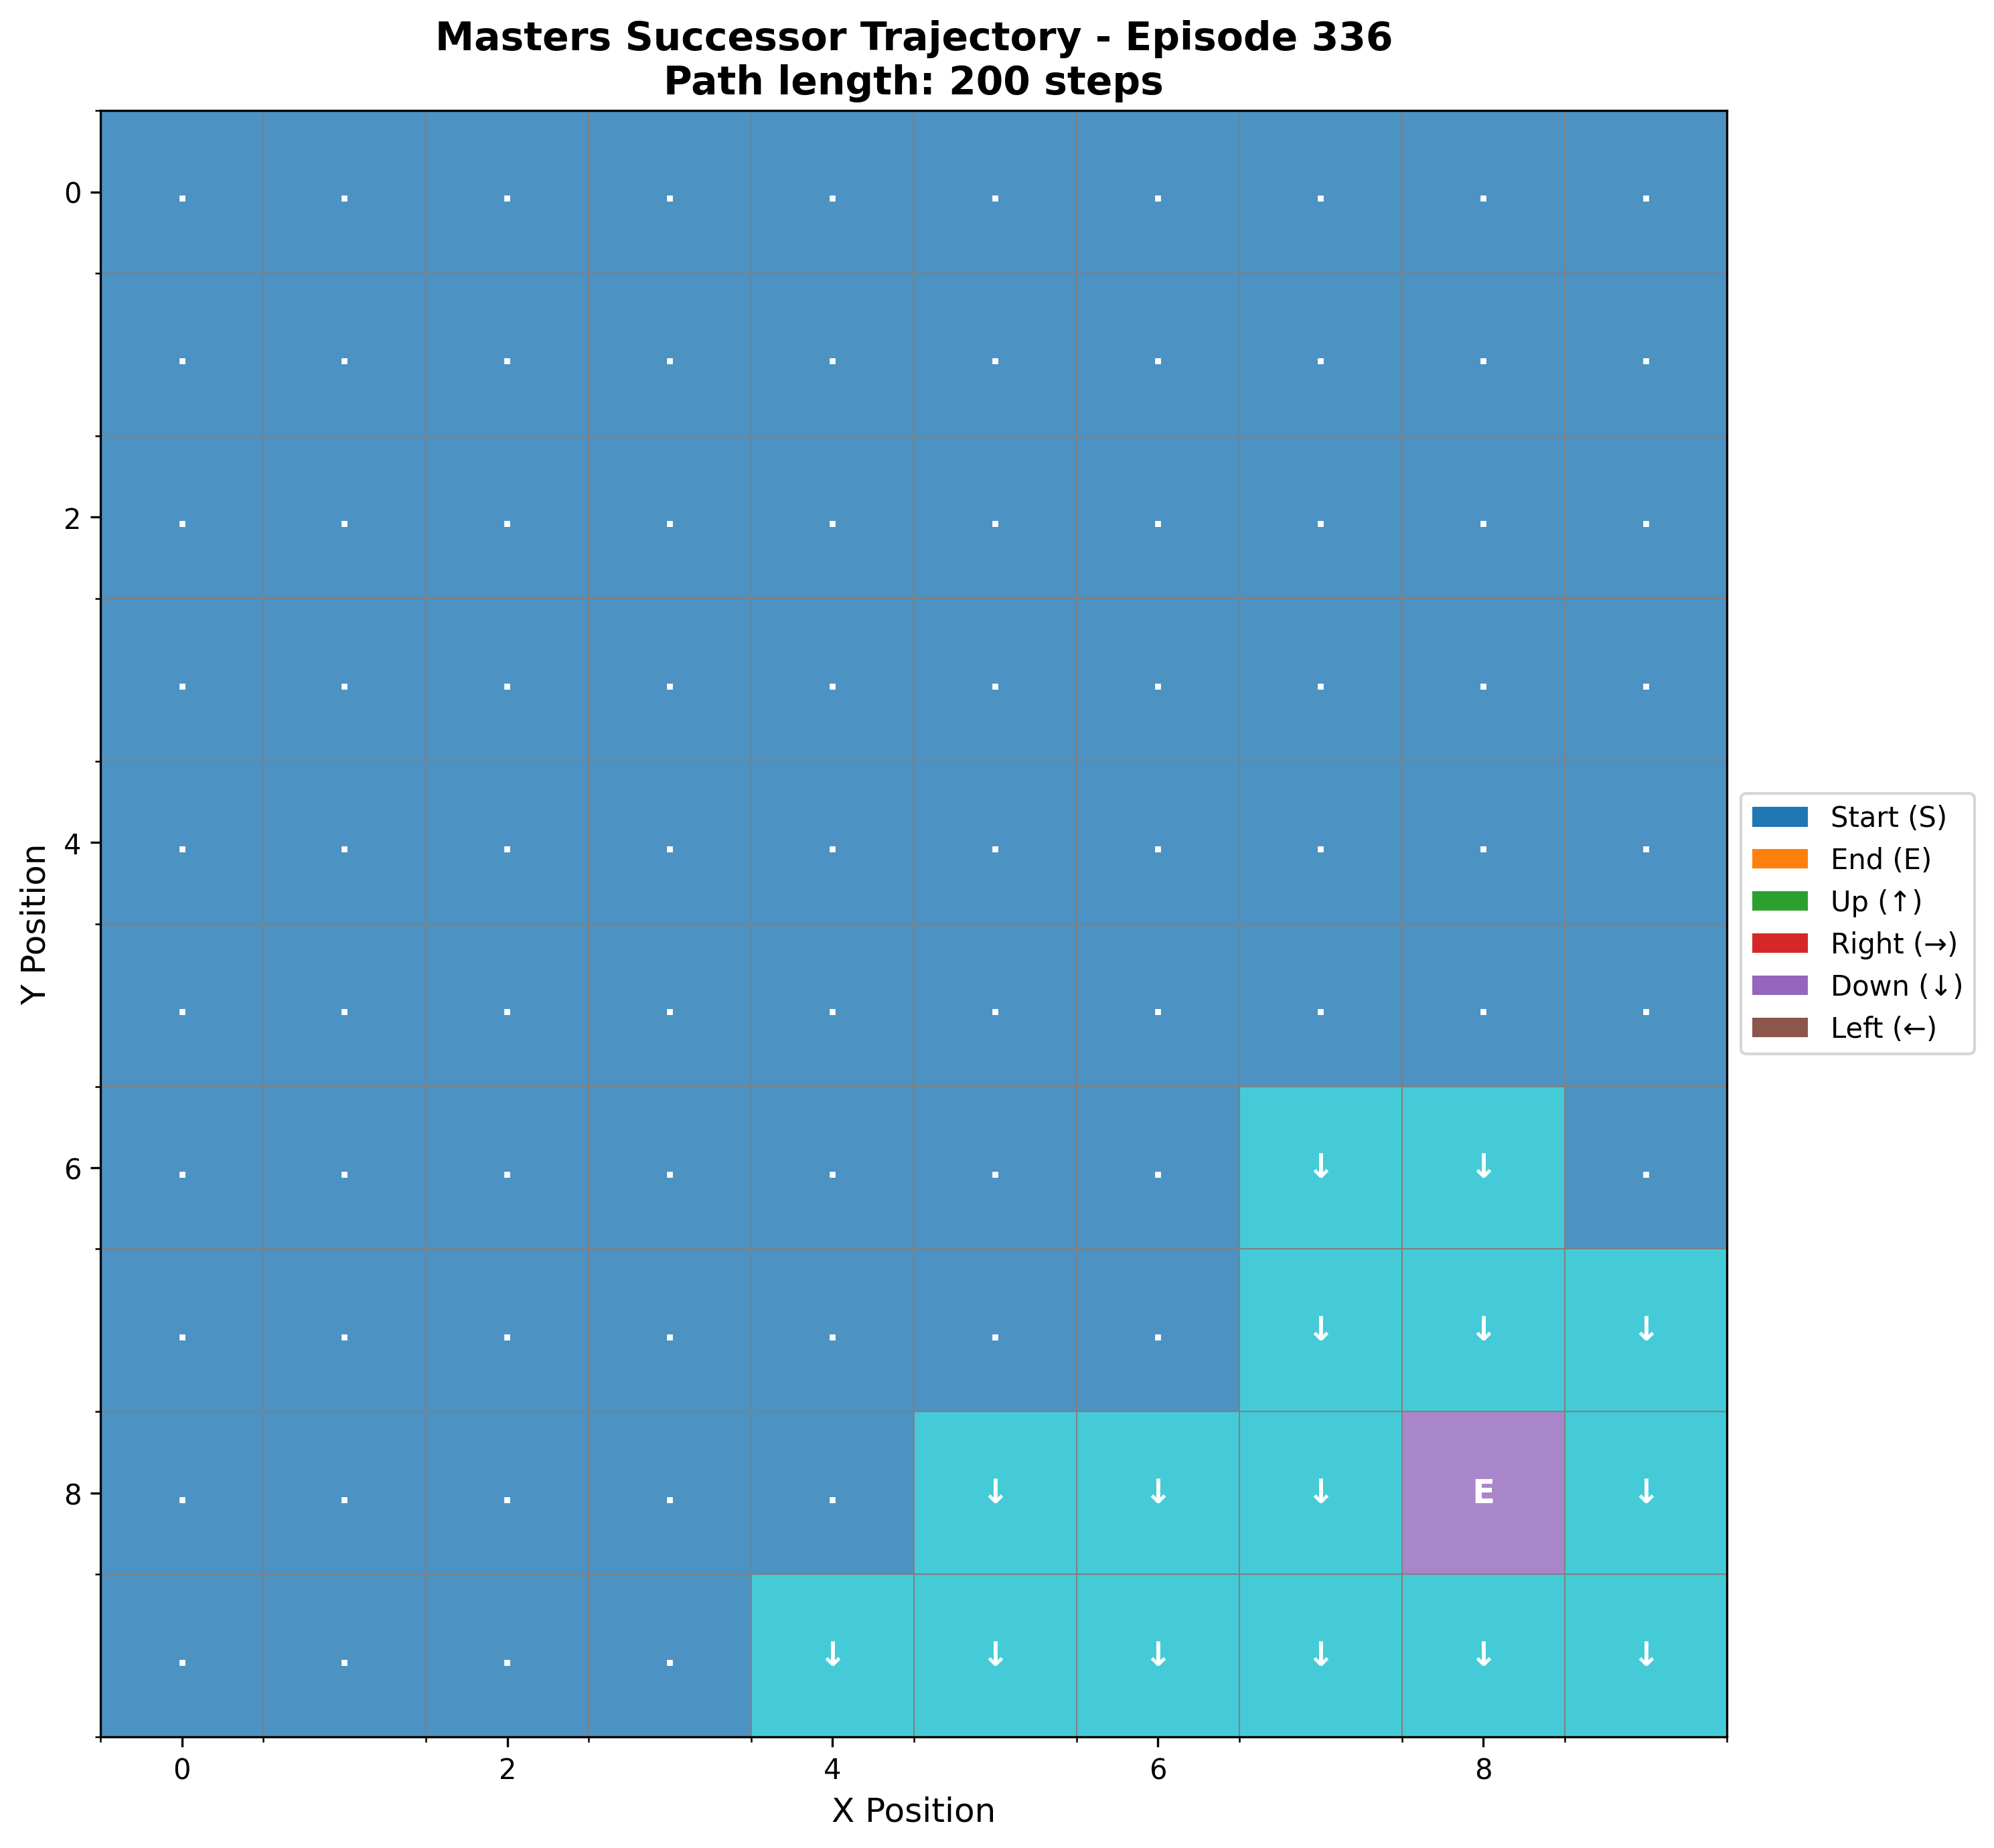 Masters Successor Trajectory - Episode 336
Path length: 200 steps
0
. . . . . . . . . .
. . . . . . . . . .
2
. . . . . . . . . .
. . . . . . . . . .
4
. . . . . . . . . .
. . . . . . . . . .
6
. . . . . . . ↓ ↓ .
. . . . . . . ↓ ↓ ↓
8
. . . . . ↓ ↓ ↓ E ↓
. . . . ↓ ↓ ↓ ↓ ↓ ↓
0 2 4 6 8
X Position
Y Position
Start (S)
End (E)
Up (↑)
Right (→)
Down (↓)
Left (←)